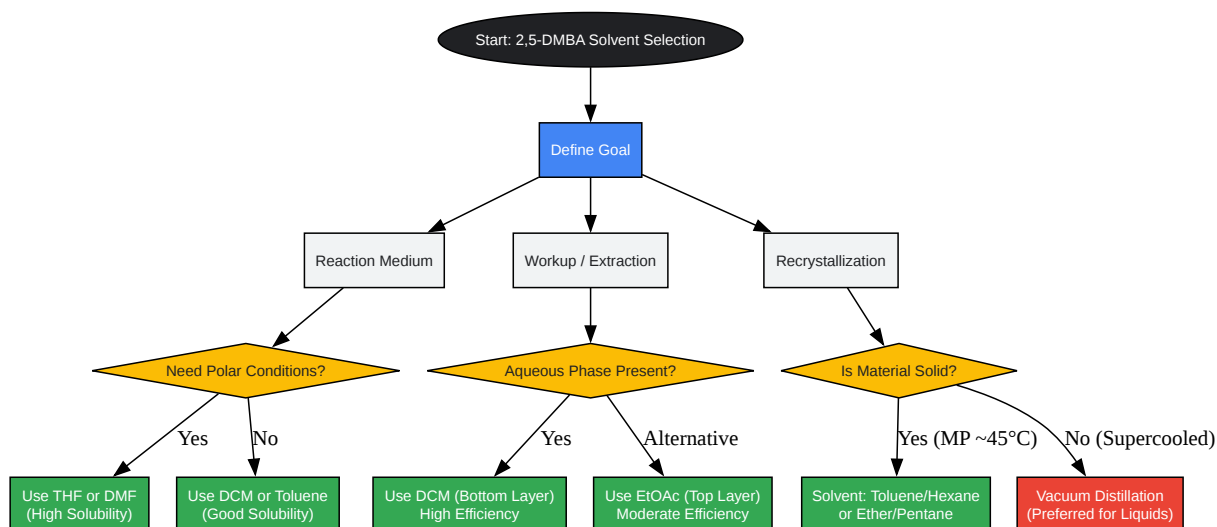 Start: 2,5-DMBA Solvent Selection
Define Goal
Reaction Medium
Workup / Extraction
Recrystallization
Need Polar Conditions?
Aqueous Phase Present?
Is Material Solid?
Yes
No
Yes
Alternative
Yes (MP ~45°C)
No (Supercooled)
Use THF or DMF
(High Solubility)
Use DCM or Toluene
(Good Solubility)
Use DCM (Bottom Layer)
High Efficiency
Use EtOAc (Top Layer)
Moderate Efficiency
Solvent: Toluene/Hexane
or Ether/Pentane
Vacuum Distillation
(Preferred for Liquids)